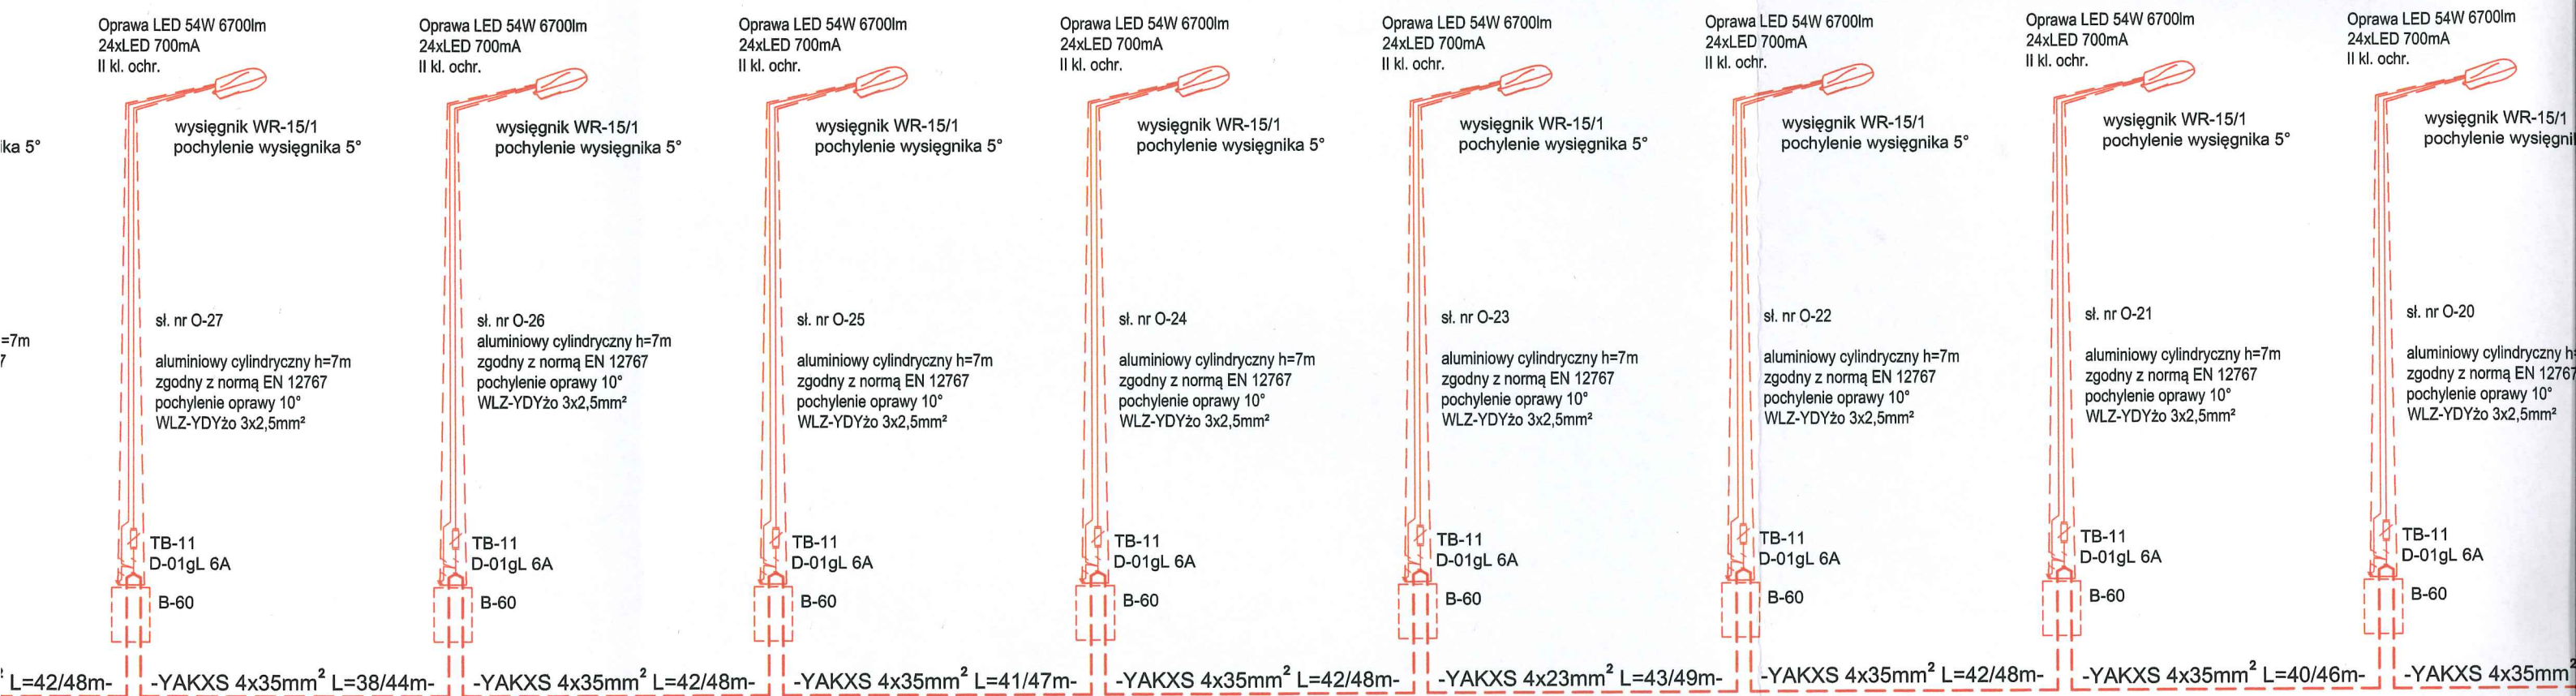 ika 5°
=7m
7
² L=42/48m-
Oprawa LED 54W 6700lm
24xLED 700mA
II kl. ochr.
wysięgnik WR-15/1
pochylenie wysięgnika 5°
sł. nr O-27
aluminiowy cylindryczny h=7m
zgodny z normą EN 12767
pochylenie oprawy 10°
WLZ-YDYżo 3x2,5mm²
TB-11
D-01gL 6A
B-60
-YAKXS 4x35mm² L=38/44m-
Oprawa LED 54W 6700lm
24xLED 700mA
II kl. ochr.
wysięgnik WR-15/1
pochylenie wysięgnika 5°
sł. nr O-26
aluminiowy cylindryczny h=7m
zgodny z normą EN 12767
pochylenie oprawy 10°
WLZ-YDYżo 3x2,5mm²
TB-11
D-01gL 6A
B-60
-YAKXS 4x35mm² L=42/48m-
Oprawa LED 54W 6700lm
24xLED 700mA
II kl. ochr.
wysięgnik WR-15/1
pochylenie wysięgnika 5°
sł. nr O-25
aluminiowy cylindryczny h=7m
zgodny z normą EN 12767
pochylenie oprawy 10°
WLZ-YDYżo 3x2,5mm²
TB-11
D-01gL 6A
B-60
-YAKXS 4x35mm² L=41/47m-
Oprawa LED 54W 6700lm
24xLED 700mA
II kl. ochr.
wysięgnik WR-15/1
pochylenie wysięgnika 5°
sł. nr O-24
aluminiowy cylindryczny h=7m
zgodny z normą EN 12767
pochylenie oprawy 10°
WLZ-YDYżo 3x2,5mm²
TB-11
D-01gL 6A
B-60
-YAKXS 4x35mm² L=42/48m-
Oprawa LED 54W 6700lm
24xLED 700mA
II kl. ochr.
wysięgnik WR-15/1
pochylenie wysięgnika 5°
sł. nr O-23
aluminiowy cylindryczny h=7m
zgodny z normą EN 12767
pochylenie oprawy 10°
WLZ-YDYżo 3x2,5mm²
TB-11
D-01gL 6A
B-60
-YAKXS 4x23mm² L=43/49m-
Oprawa LED 54W 6700lm
24xLED 700mA
II kl. ochr.
wysięgnik WR-15/1
pochylenie wysięgnika 5°
sł. nr O-22
aluminiowy cylindryczny h=7m
zgodny z normą EN 12767
pochylenie oprawy 10°
WLZ-YDYżo 3x2,5mm²
TB-11
D-01gL 6A
B-60
-YAKXS 4x35mm² L=42/48m-
Oprawa LED 54W 6700lm
24xLED 700mA
II kl. ochr.
wysięgnik WR-15/1
pochylenie wysięgnika 5°
sł. nr O-21
aluminiowy cylindryczny h=7m
zgodny z normą EN 12767
pochylenie oprawy 10°
WLZ-YDYżo 3x2,5mm²
TB-11
D-01gL 6A
B-60
-YAKXS 4x35mm² L=40/46m-
Oprawa LED 54W 6700lm
24xLED 700mA
II kl. ochr.
wysięgnik WR-15/1
pochylenie wysięgni
sł. nr O-20
aluminiowy cylindryczny h=
zgodny z normą EN 12767
pochylenie oprawy 10°
WLZ-YDYżo 3x2,5mm²
TB-11
D-01gL 6A
B-60
-YAKXS 4x35mm²